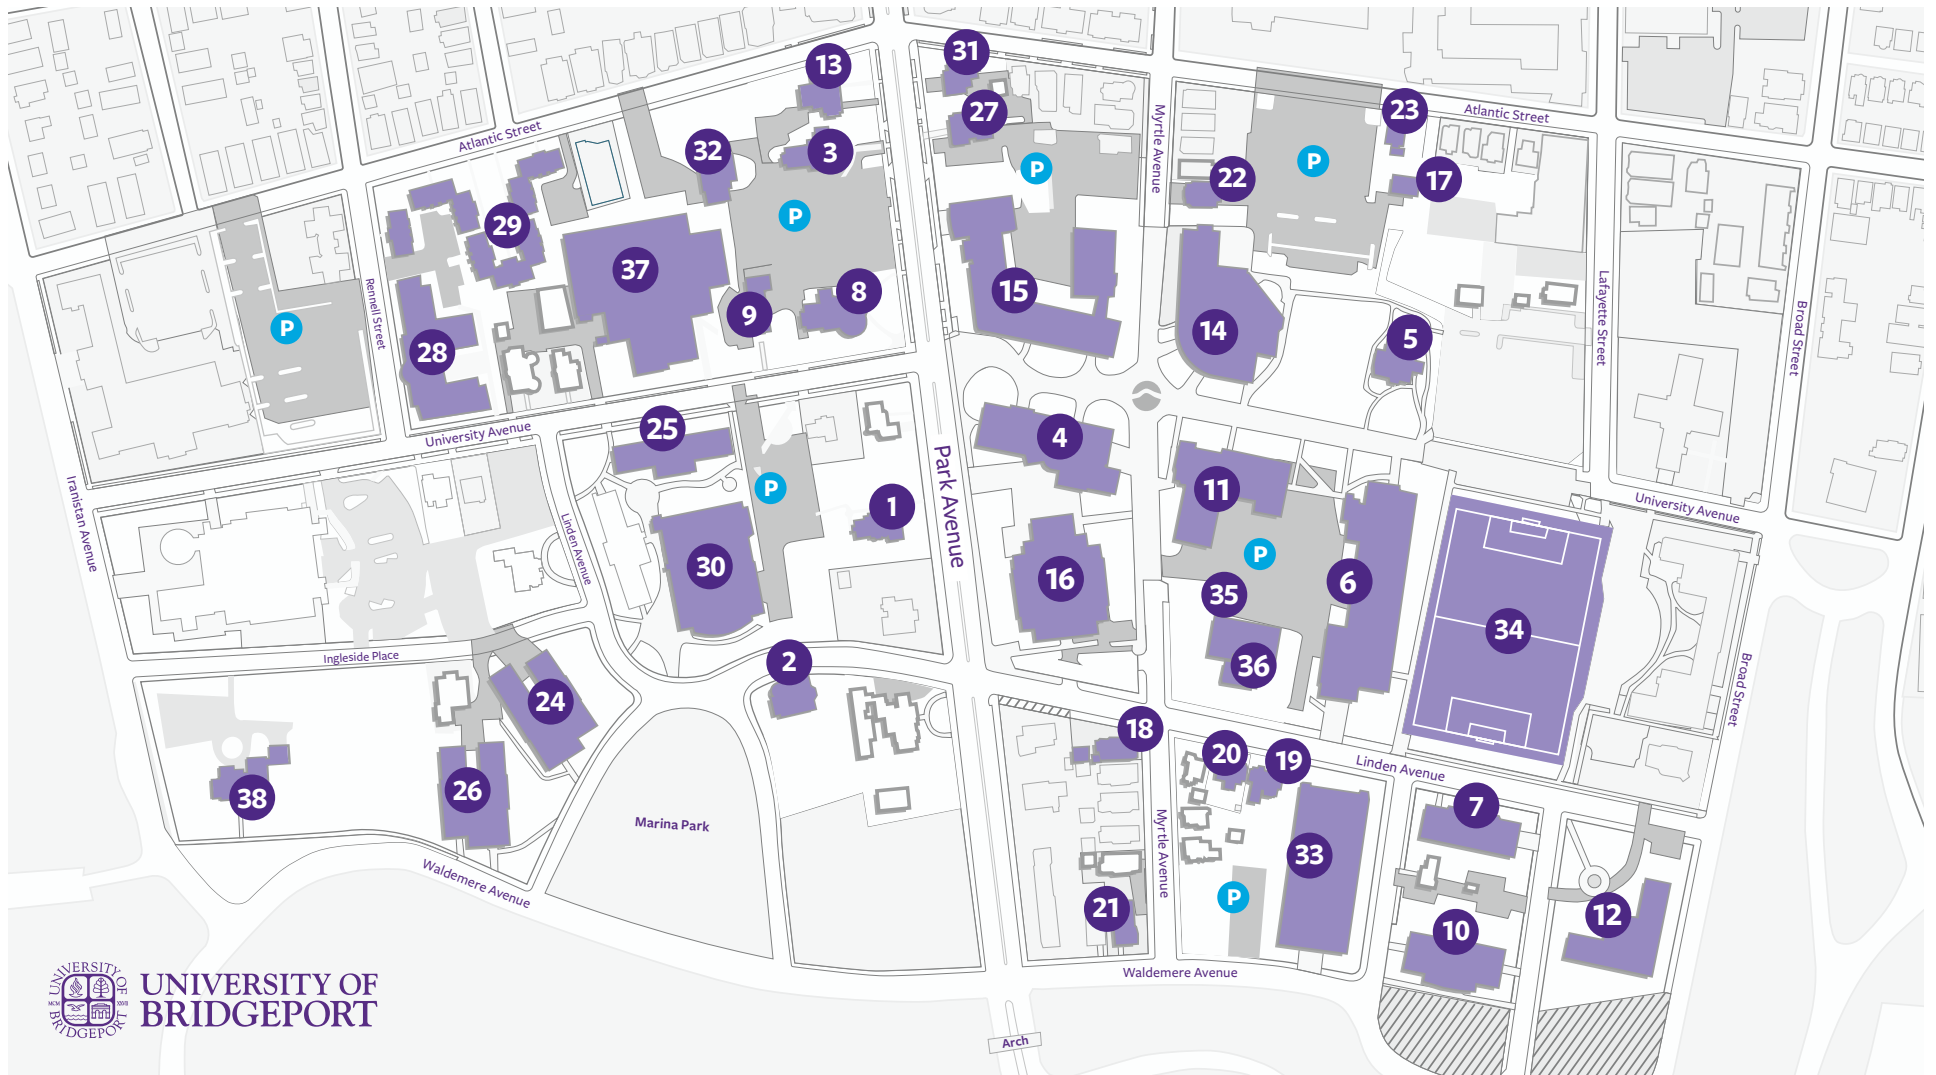 31
13
23
Atlantic Street
27
Atlantic Street
32
3
Myrtle Avenue
P
P
22
17
P
29
37
15
8
9
Rennell Street
P
28
14
5
Lafayette Street
Broad Street
25
University Avenue
4
Park Avenue
P
11
1
University Avenue
Iranistan Avenue
Linden Avenue
30
16
P
35
6
34
Ingleside Place
2
36
24
Broad Street
18
20
19
Linden Avenue
38
26
7
Marina Park
Myrtle Avenue
33
Waldemere Avenue
P
21
12
10
Waldemere Avenue
UNIVERSITY OF
BRIDGEPORT
UNIVERSITY OF
BRIDGEPORT
Arch